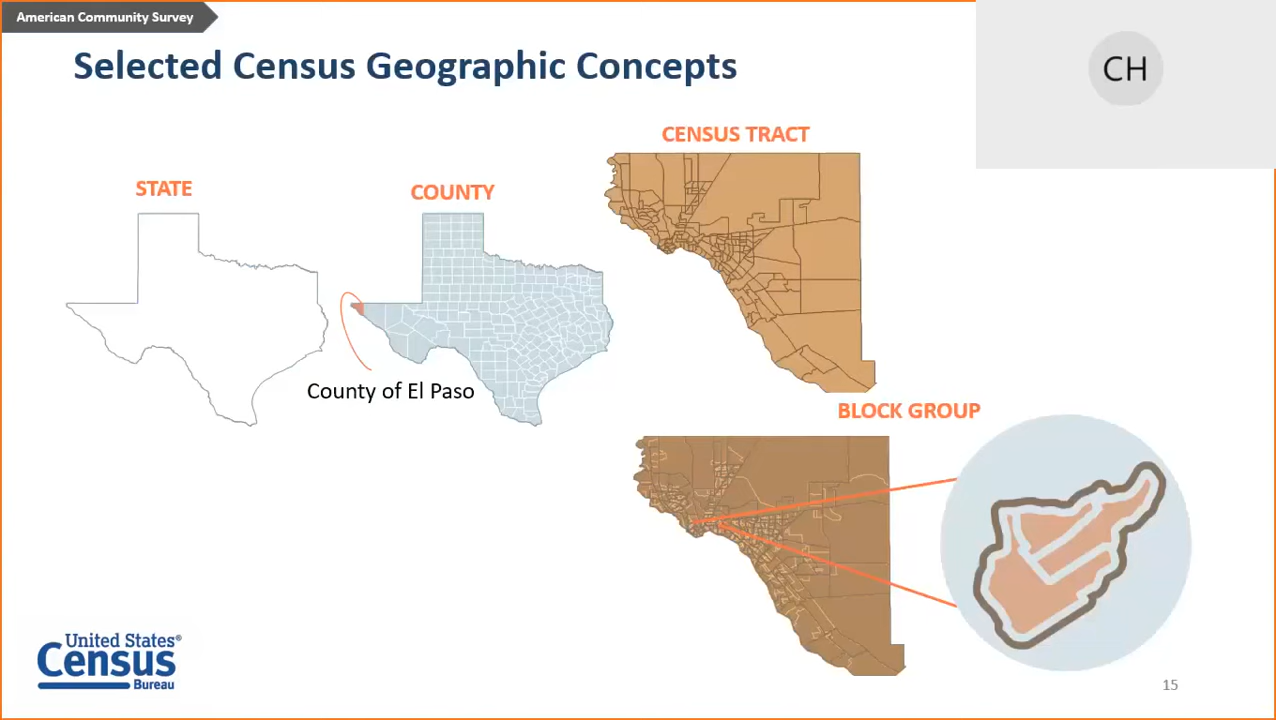 American Community Survey
Selected Census Geographic Concepts
CH
CENSUS TRACT
STATE
COUNTY
County of El Paso
BLOCK GROUP
United States®
Census
Bureau
15